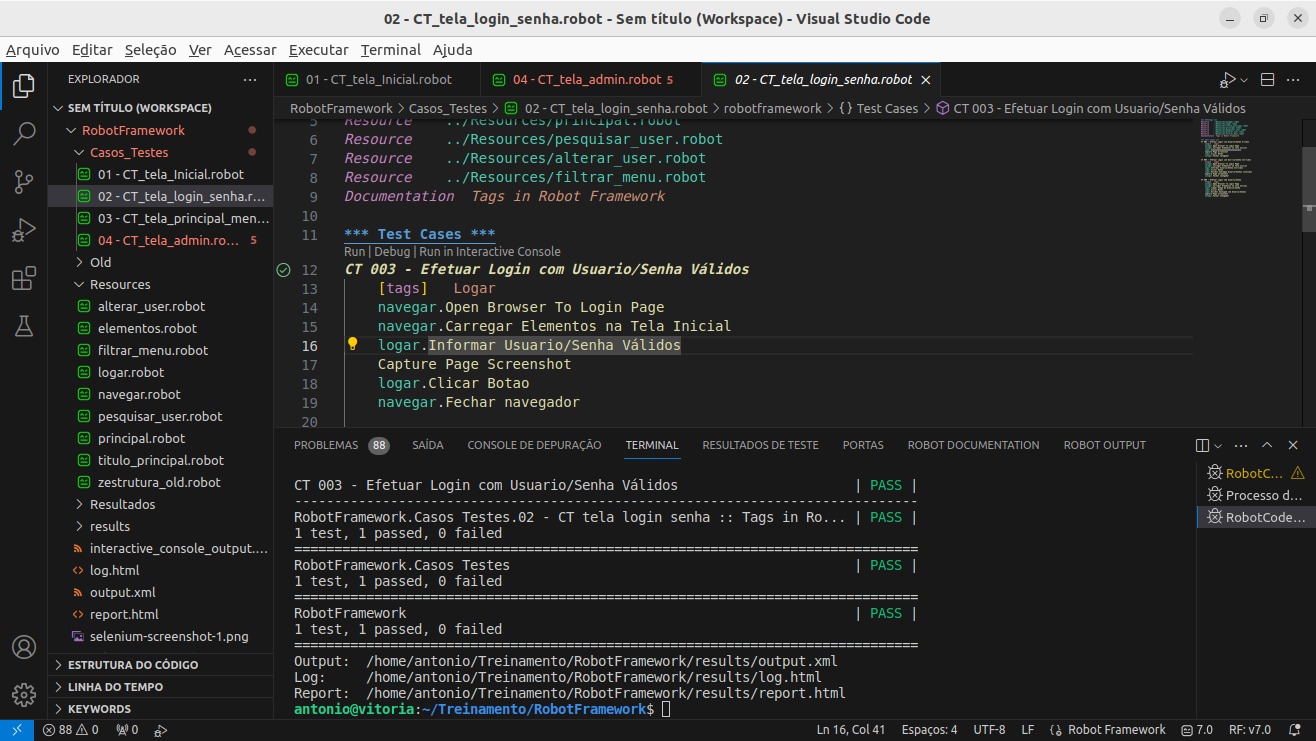 02 - CT_tela_login_senha.robot - Sem título (Workspace) - Visual Studio Code
Arquivo Editar Seleção Ver Acessar Executar Terminal Ajuda
EXPLORADOR
SEM TÍTULO (WORKSPACE)
RobotFramework
Casos_Testes
01 - CT_tela_Inicial.robot
02 - CT_tela_login_senha.r...
03 - CT_tela_principal_men...
04 - CT_tela_admin.ro... 5
Old
Resources
alterar_user.robot
elementos.robot
filtrar_menu.robot
logar.robot
navegar.robot
pesquisar_user.robot
principal.robot
titulo_principal.robot
zestrutura_old.robot
Resultados
results
interactive_console_output....
log.html
output.xml
report.html
selenium-screenshot-1.png
ESTRUTURA DO CÓDIGO
LINHA DO TEMPO
KEYWORDS
01 - CT_tela_Inicial.robot
04 - CT_tela_admin.robot 5
02 - CT_tela_login_senha.robot
RobotFramework > Casos_Testes > 02 - CT_tela_login_senha.robot > robotframework > {} Test Cases > CT 003 - Efetuar Login com Usuario/Senha Válidos
5 Resource ../Resources/principal.robot
6 Resource ../Resources/pesquisar_user.robot
7 Resource ../Resources/alterar_user.robot
8 Resource ../Resources/filtrar_menu.robot
9 Documentation Tags in Robot Framework
10
11 *** Test Cases ***
Run | Debug | Run in Interactive Console
12 CT 003 - Efetuar Login com Usuario/Senha Válidos
13 [tags] Logar
14 navegar.Open Browser To Login Page
15 navegar.Carregar Elementos na Tela Inicial
16 logar.Informar Usuario/Senha Válidos
17 Capture Page Screenshot
18 logar.Clicar Botao
19 navegar.Fechar navegador
20
PROBLEMAS 88 SAÍDA CONSOLE DE DEPURAÇÃO TERMINAL RESULTADOS DE TESTE PORTAS ROBOT DOCUMENTATION ROBOT OUTPUT
CT 003 - Efetuar Login com Usuario/Senha Válidos | PASS |
------------------------------------------------------------------------------
RobotFramework.Casos Testes.02 - CT tela login senha :: Tags in Ro... | PASS |
1 test, 1 passed, 0 failed
==============================================================================
RobotFramework.Casos Testes | PASS |
1 test, 1 passed, 0 failed
==============================================================================
RobotFramework | PASS |
1 test, 1 passed, 0 failed
==============================================================================
Output: /home/antonio/Treinamento/RobotFramework/results/output.xml
Log: /home/antonio/Treinamento/RobotFramework/results/log.html
Report: /home/antonio/Treinamento/RobotFramework/results/report.html
antonio@vitoria:~/Treinamento/RobotFramework$
RobotC...
Processo d...
RobotCode...
88 0 0 Ln 16, Col 41 Espaços: 4 UTF-8 LF Robot Framework 7.0 RF: v7.0